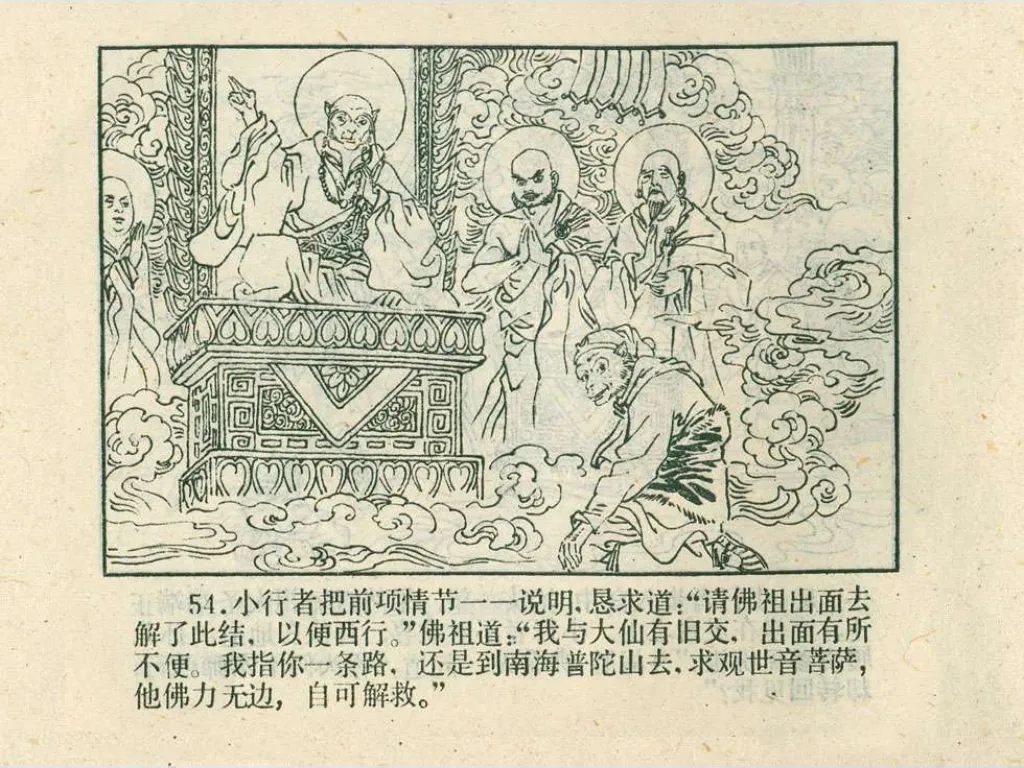 54.小行者把前项情节一一说明，恳求道：“请佛祖出面去
解了此结，以便西行。”佛祖道：“我与大仙有旧交，出面有所
不便。我指你一条路，还是到南海普陀山去，求观世音菩萨，
他佛力无边，自可解救。”